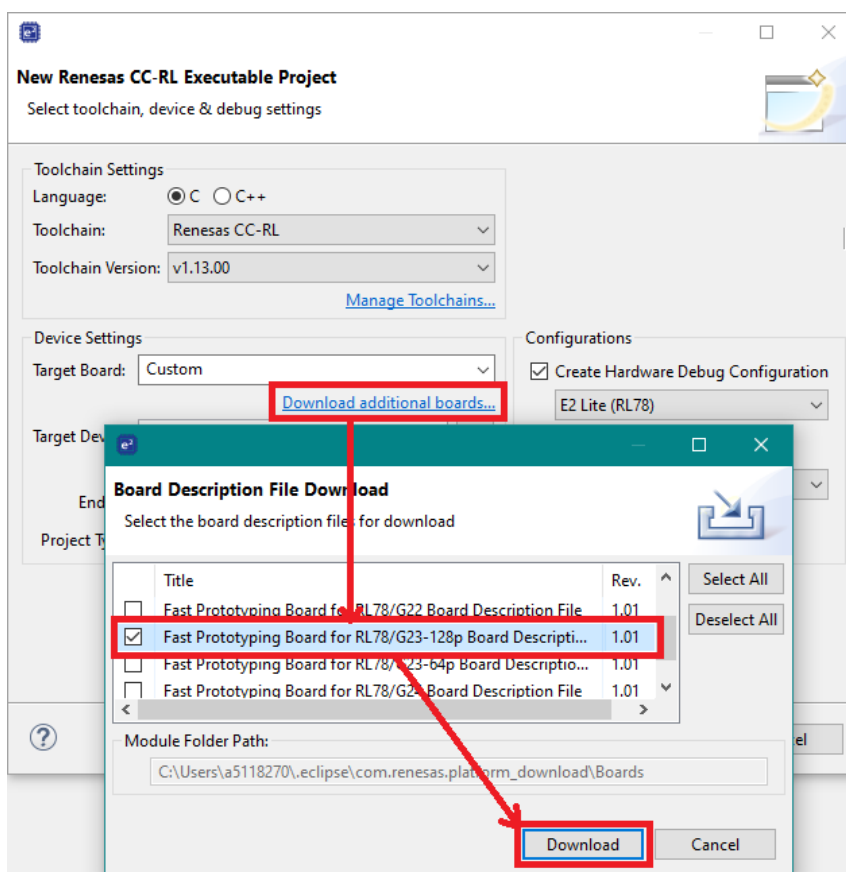 e²
New Renesas CC-RL Executable Project
Select toolchain, device & debug settings
Toolchain Settings
Language: C C++
Toolchain: Renesas CC-RL
Toolchain Version: v1.13.00
Manage Toolchains...
Device Settings
Configurations
Target Board: Custom
Create Hardware Debug Configuration
Download additional boards...
E2 Lite (RL78)
Target Dev
e²
Board Description File Download
End
Select the board description files for download
Project Ty
Title Rev.
Select All
Fast Prototyping Board for RL78/G22 Board Description File 1.01
Deselect All
Fast Prototyping Board for RL78/G23-128p Board Descripti... 1.01
Fast Prototyping Board for RL78/G23-64p Board Descriptio... 1.01
Fast Prototyping Board for RL78/G24 Board Description File 1.01
?
Module Folder Path:
el
C:\Users\a5118270\.eclipse\com.renesas.platform_download\Boards
Download Cancel